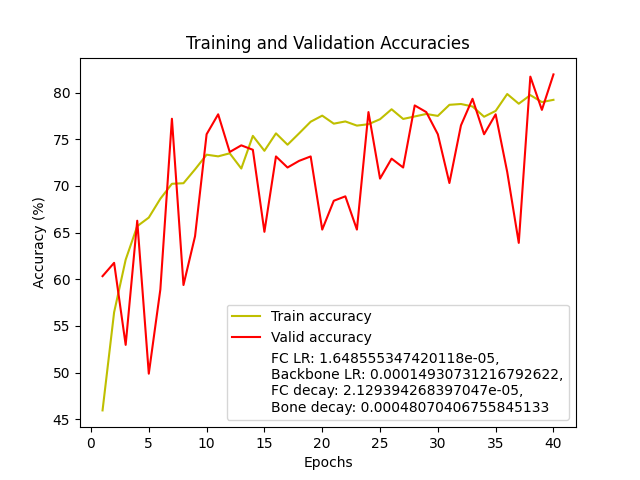 Training and Validation Accuracies
Accuracy (%)
80
75
70
65
60
55
50
45
Train accuracy
Valid accuracy
FC LR: 1.648555347420118e-05,
Backbone LR: 0.00014930731216792622,
FC decay: 2.129394268397047e-05,
Bone decay: 0.00048070406755845133
0 5 10 15 20 25 30 35 40
Epochs